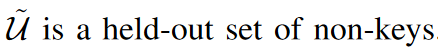 𝒰̃ is a held-out set of non-keys.